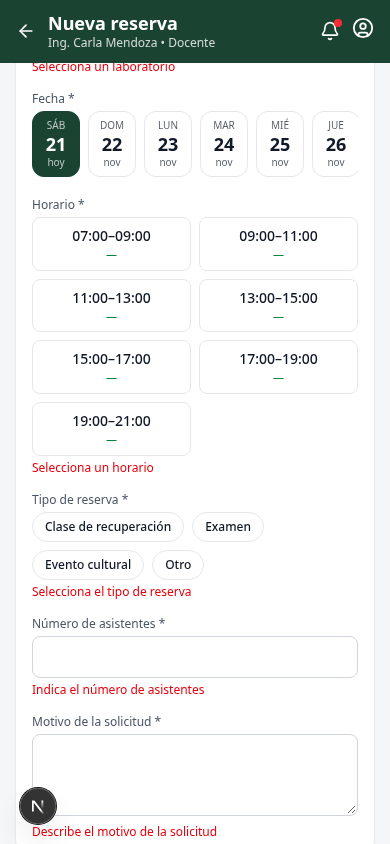 Nueva reserva
Ing. Carla Mendoza • Docente
Selecciona un laboratorio
Fecha *
SÁB DOM LUN MAR MIÉ JUE
21 22 23 24 25 26
hoy nov nov nov nov nov
Horario *
07:00–09:00 09:00–11:00
— —
11:00–13:00 13:00–15:00
— —
15:00–17:00 17:00–19:00
— —
19:00–21:00
—
Selecciona un horario
Tipo de reserva *
Clase de recuperación Examen
Evento cultural Otro
Selecciona el tipo de reserva
Número de asistentes *
Indica el número de asistentes
Motivo de la solicitud *
N
Describe el motivo de la solicitud